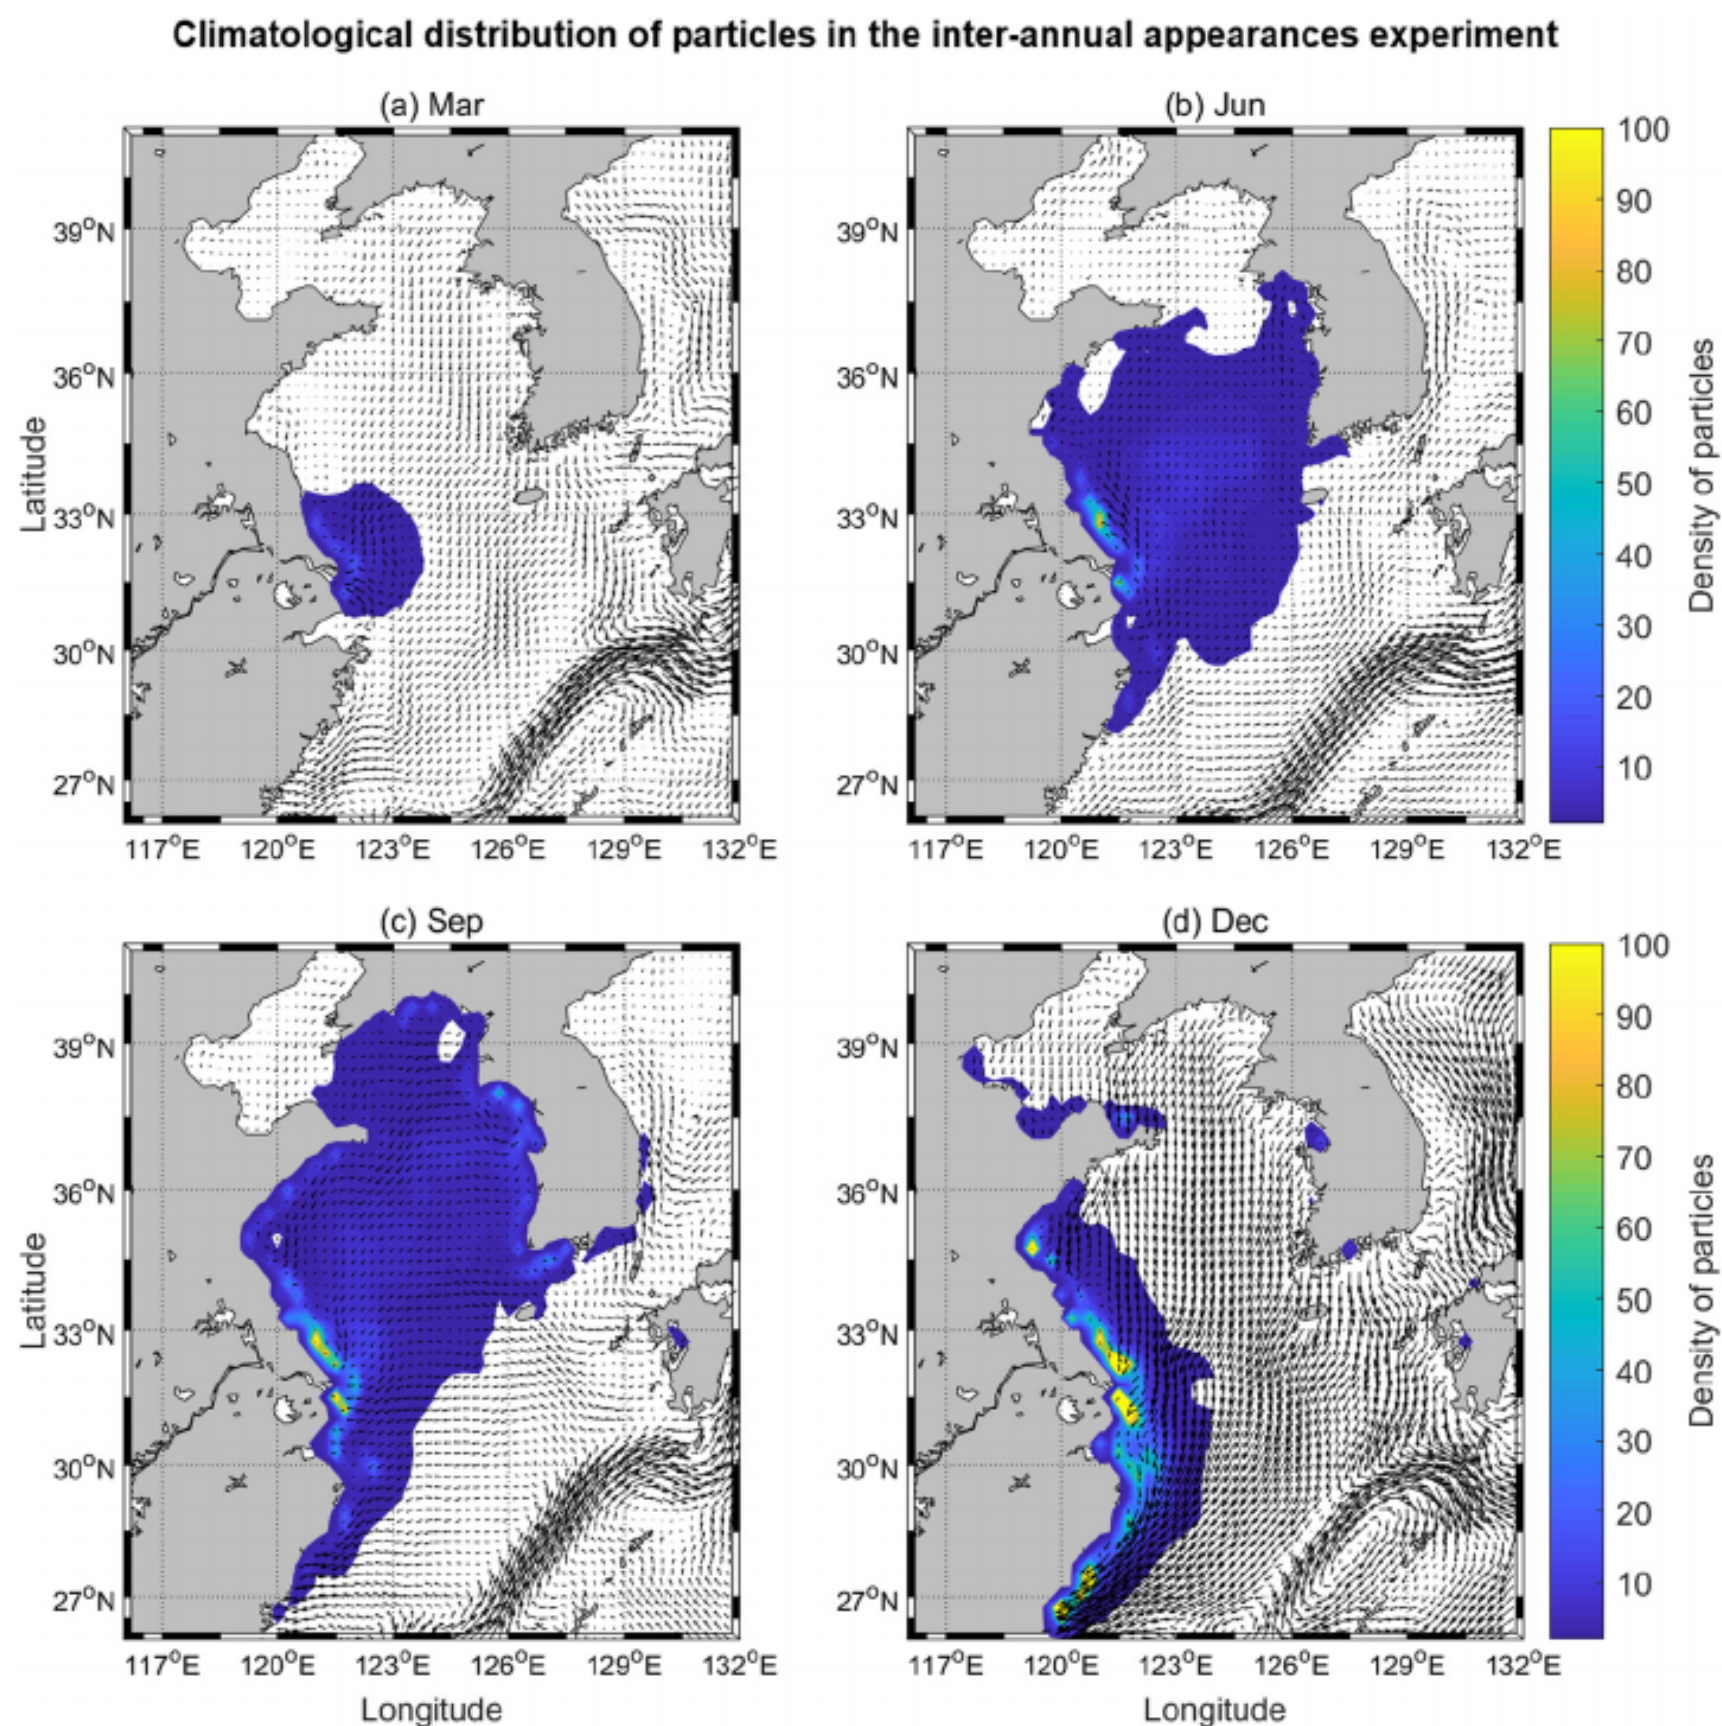 Climatological distribution of particles in the inter-annual appearances experiment
(a) Mar
(b) Jun
39°N
36°N
33°N
30°N
27°N
Latitude
117°E 120°E 123°E 126°E 129°E 132°E
39°N
36°N
33°N
30°N
27°N
117°E 120°E 123°E 126°E 129°E 132°E
100
90
80
70
60
50
40
30
20
10
Density of particles
(c) Sep
(d) Dec
39°N
36°N
33°N
30°N
27°N
Latitude
117°E 120°E 123°E 126°E 129°E 132°E
Longitude
39°N
36°N
33°N
30°N
27°N
117°E 120°E 123°E 126°E 129°E 132°E
Longitude
100
90
80
70
60
50
40
30
20
10
Density of particles